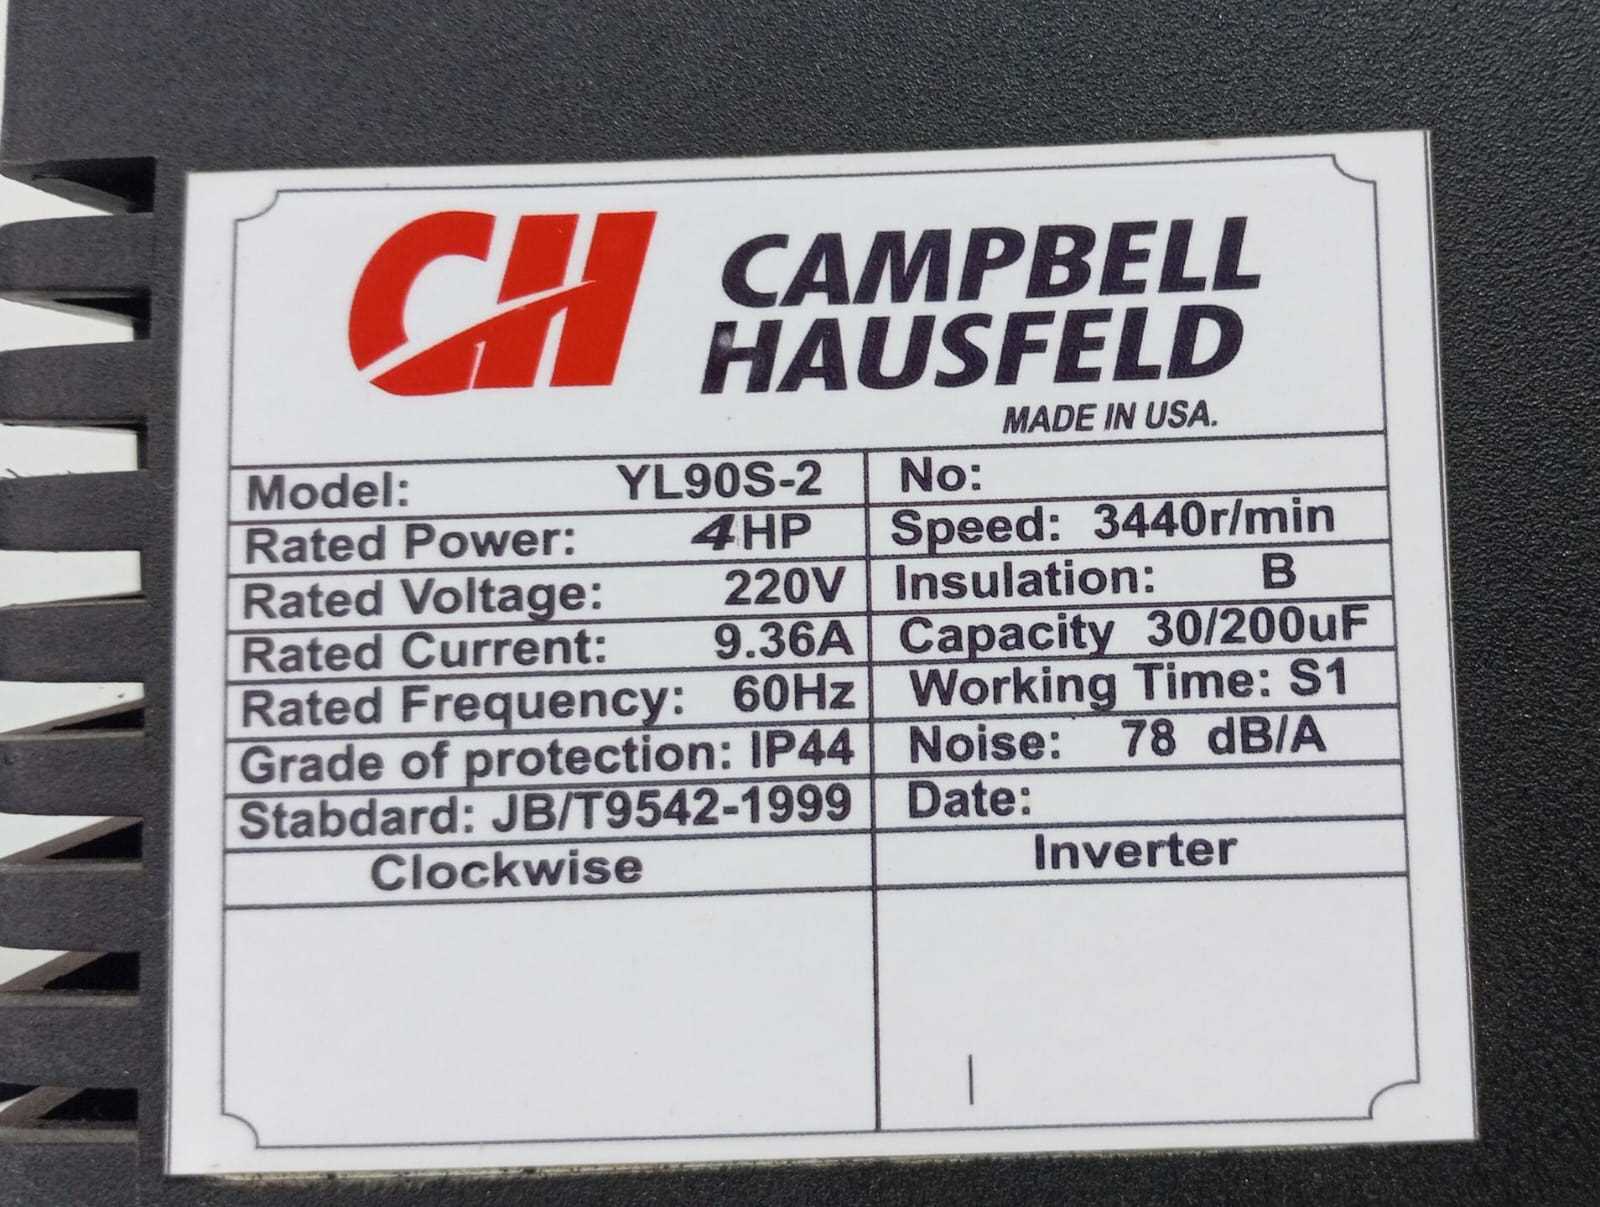 CH CAMPBELL
HAUSFELD
MADE IN USA.
Model: YL90S-2 No:
Rated Power: 4HP Speed: 3440r/min
Rated Voltage: 220V Insulation: B
Rated Current: 9.36A Capacity 30/200uF
Rated Frequency: 60Hz Working Time: S1
Grade of protection: IP44 Noise: 78 dB/A
Stabdard: JB/T9542-1999 Date:
Clockwise Inverter